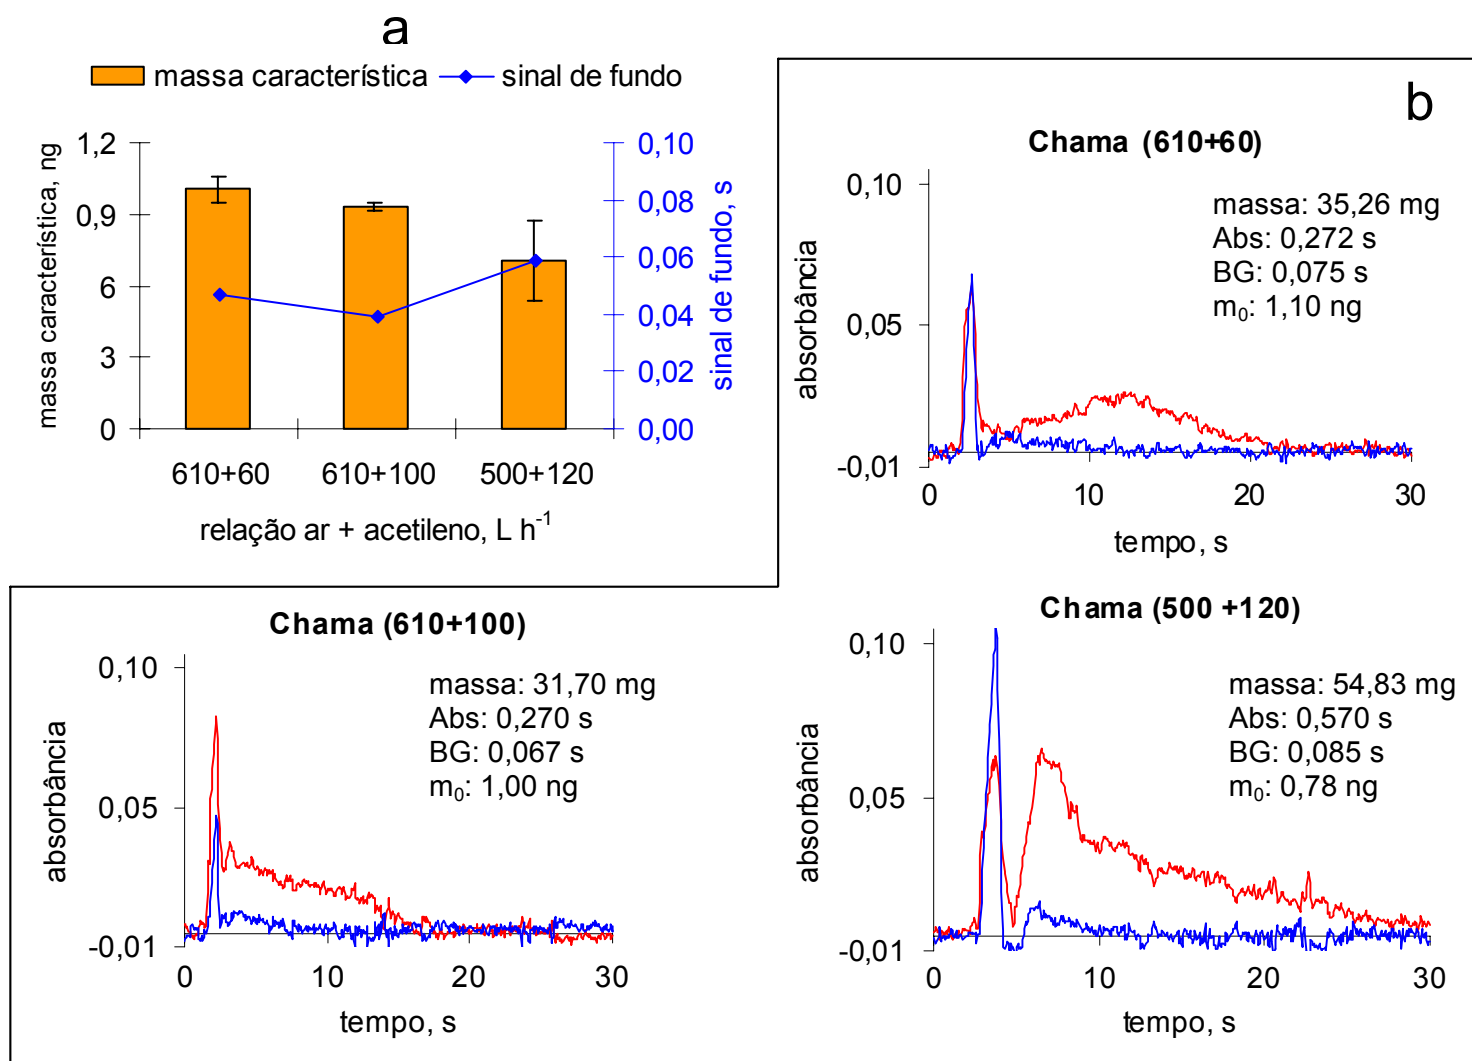 a
massa característica sinal de fundo
massa característica, ng
1,2
0,9
6
3
0
0,10
0,08
0,06
0,04
0,02
0,00
sinal de fundo, s
610+60 610+100 500+120
relação ar + acetileno, L h-1
b
Chama (610+60)
massa: 35,26 mg
Abs: 0,272 s
BG: 0,075 s
m0: 1,10 ng
absorbância
0,10
0,05
-0,01
0 10 20 30
tempo, s
Chama (610+100)
massa: 31,70 mg
Abs: 0,270 s
BG: 0,067 s
m0: 1,00 ng
absorbância
0,10
0,05
-0,01
0 10 20 30
tempo, s
Chama (500 +120)
massa: 54,83 mg
Abs: 0,570 s
BG: 0,085 s
m0: 0,78 ng
absorbância
0,10
0,05
-0,01
0 10 20 30
tempo, s